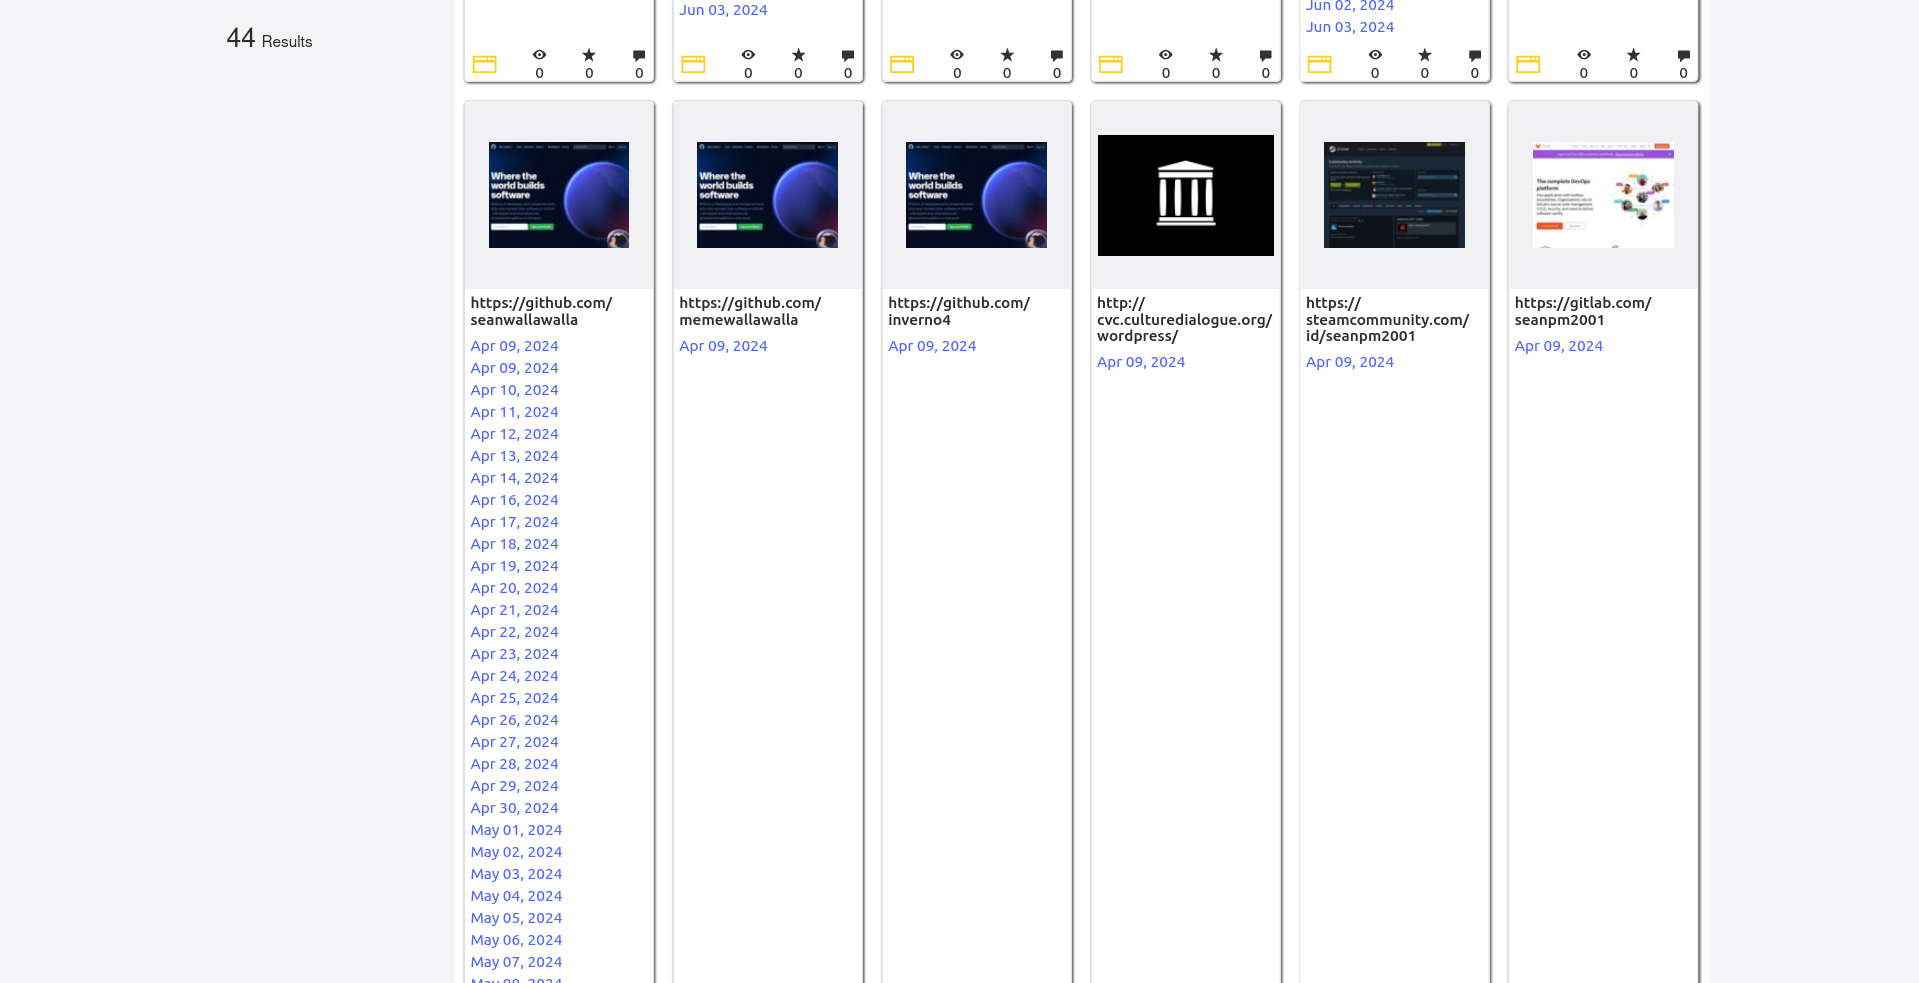 44 Results
Jun 03, 2024
Jun 02, 2024
Jun 03, 2024
0 0 0
0 0 0
0 0 0
0 0 0
0 0 0
0 0 0
Where the
world builds
software
https://github.com/
seanwallawalla
Apr 09, 2024
Apr 09, 2024
Apr 10, 2024
Apr 11, 2024
Apr 12, 2024
Apr 13, 2024
Apr 14, 2024
Apr 16, 2024
Apr 17, 2024
Apr 18, 2024
Apr 19, 2024
Apr 20, 2024
Apr 21, 2024
Apr 22, 2024
Apr 23, 2024
Apr 24, 2024
Apr 25, 2024
Apr 26, 2024
Apr 27, 2024
Apr 28, 2024
Apr 29, 2024
Apr 30, 2024
May 01, 2024
May 02, 2024
May 03, 2024
May 04, 2024
May 05, 2024
May 06, 2024
May 07, 2024
May 08, 2024
Where the
world builds
software
https://github.com/
memewallawalla
Apr 09, 2024
Where the
world builds
software
https://github.com/
inverno4
Apr 09, 2024
http://
cvc.culturedialogue.org/
wordpress/
Apr 09, 2024
Community Activity
https://
steamcommunity.com/
id/seanpm2001
Apr 09, 2024
The complete DevOps
platform
https://gitlab.com/
seanpm2001
Apr 09, 2024